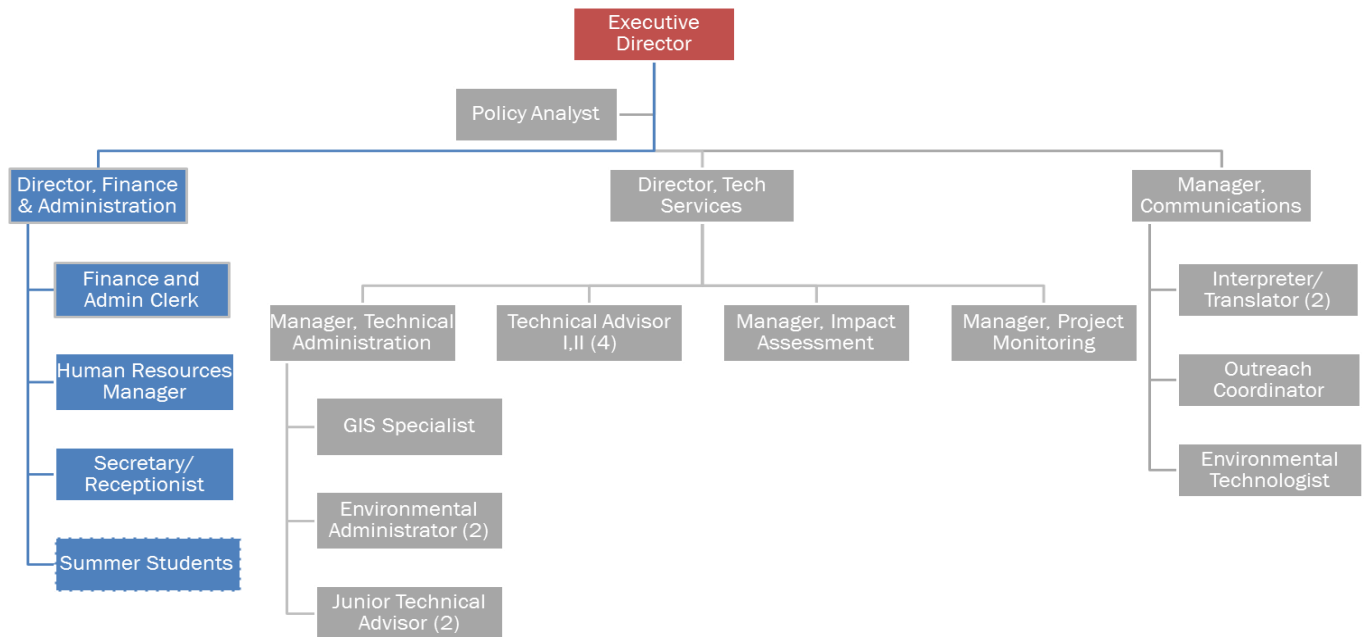 Executive
Director
Policy Analyst
Director, Finance
& Administration
Director, Tech
Services
Manager,
Communications
Finance and
Admin Clerk
Human Resources
Manager
Secretary/
Receptionist
Summer Students
Manager, Technical
Administration
Technical Advisor
I,II (4)
Manager, Impact
Assessment
Manager, Project
Monitoring
GIS Specialist
Environmental
Administrator (2)
Junior Technical
Advisor (2)
Interpreter/
Translator (2)
Outreach
Coordinator
Environmental
Technologist